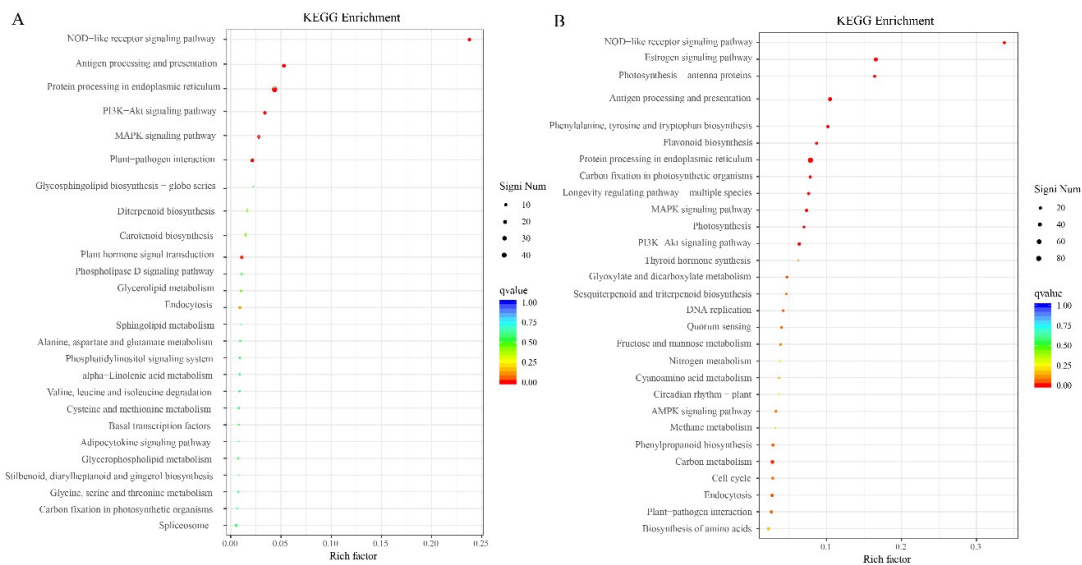 A
KEGG Enrichment
NOD-like receptor signaling pathway
Antigen processing and presentation
Protein processing in endoplasmic reticulum
PI3K-Akt signaling pathway
MAPK signaling pathway
Plant-pathogen interaction
Glycosphingolipid biosynthesis - globo series
Diterpenoid biosynthesis
Carotenoid biosynthesis
Plant hormone signal transduction
Phospholipase D signaling pathway
Glycerolipid metabolism
Endocytosis
Sphingolipid metabolism
Alanine, aspartate and glutamate metabolism
Phosphatidylinositol signaling system
alpha-Linolenic acid metabolism
Valine, leucine and isoleucine degradation
Cysteine and methionine metabolism
Basal transcription factors
Adipocytokine signaling pathway
Glycerophospholipid metabolism
Stilbenoid, diarylheptanoid and gingerol biosynthesis
Glycine, serine and threonine metabolism
Carbon fixation in photosynthetic organisms
Spliceosome
0.00 0.05 0.10 0.15 0.20 0.25
Rich factor
Signi Num
10
20
30
40
qvalue
1.00
0.75
0.50
0.25
0.00
B
KEGG Enrichment
NOD-like receptor signaling pathway
Estrogen signaling pathway
Photosynthesis antenna proteins
Antigen processing and presentation
Phenylalanine, tyrosine and tryptophan biosynthesis
Flavonoid biosynthesis
Protein processing in endoplasmic reticulum
Carbon fixation in photosynthetic organisms
Longevity regulating pathway multiple species
MAPK signaling pathway
Photosynthesis
PI3K Akt signaling pathway
Thyroid hormone synthesis
Glyoxylate and dicarboxylate metabolism
Sesquiterpenoid and triterpenoid biosynthesis
DNA replication
Quorum sensing
Fructose and mannose metabolism
Nitrogen metabolism
Cyanoamino acid metabolism
Circadian rhythm - plant
AMPK signaling pathway
Methane metabolism
Phenylpropanoid biosynthesis
Carbon metabolism
Cell cycle
Endocytosis
Plant-pathogen interaction
Biosynthesis of amino acids
0.1 0.2 0.3
Rich factor
Signi Num
20
40
60
80
qvalue
1.00
0.75
0.50
0.25
0.00